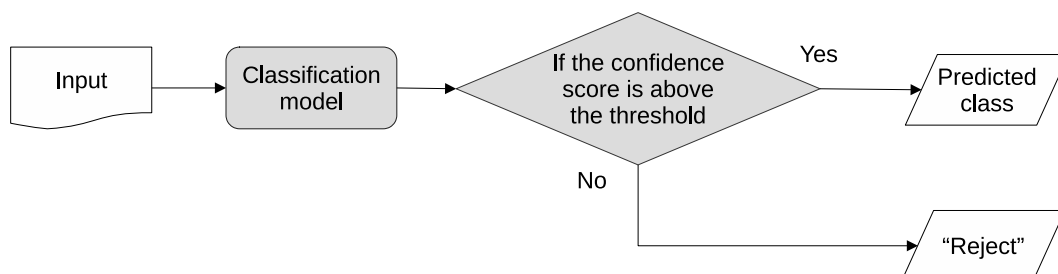 Input
Classification
model
If the confidence
score is above
the threshold
Yes
Predicted
class
No
“Reject”